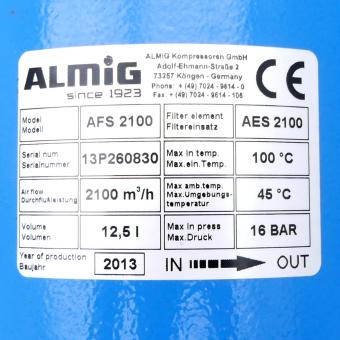 ALMiG
since 1923
ALMIG Kompressoren GmbH
Adolf-Ehmann-Straße 2
73257 Köngen - Germany
Phone: + (49) 7024 - 9614 - 0
Fax + (49) 7024 - 9614 - 106
CE
Model
Modell
AFS 2100
Filter element
Filtereinsatz
AES 2100
Serial num
Serialnummer
13P260830
Max in temp.
Max.ein.Temp.
100 °C
Air flow
Durchflußleistung
2100 m³/h
Max amb.temp.
Max.Umgebungs-
temperatur
45 °C
Volume
Volumen
12,5 l
Max in press
Max.Druck
16 BAR
Year of production
Baujahr
2013
IN
OUT